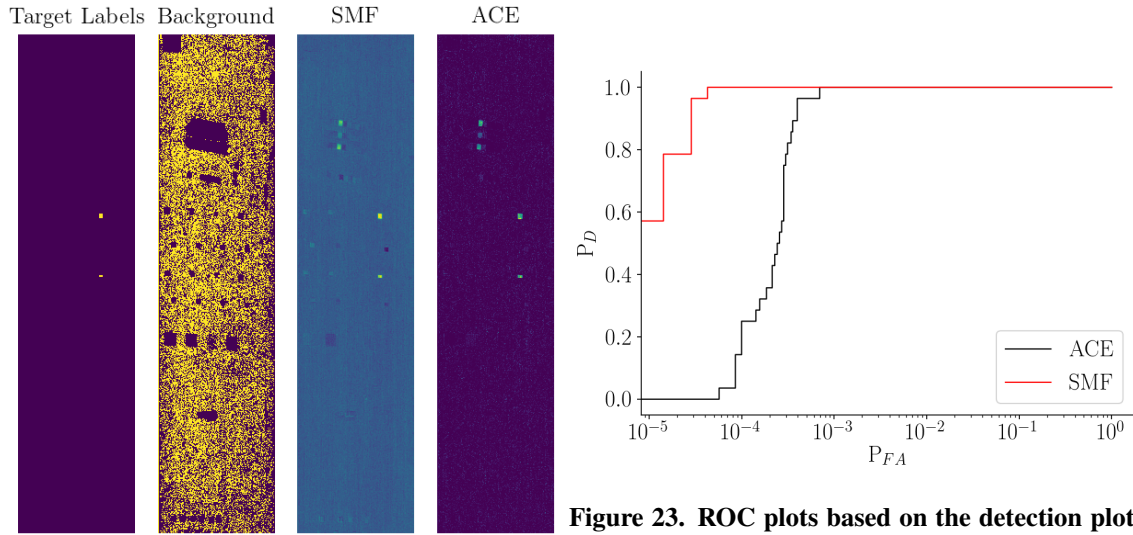 Target Labels Background SMF ACE
1.0
0.8
0.6
0.4
0.2
0.0
P_D
ACE
SMF
10^-5 10^-4 10^-3 10^-2 10^-1 10^0
P_FA
Figure 23. ROC plots based on the detection plot